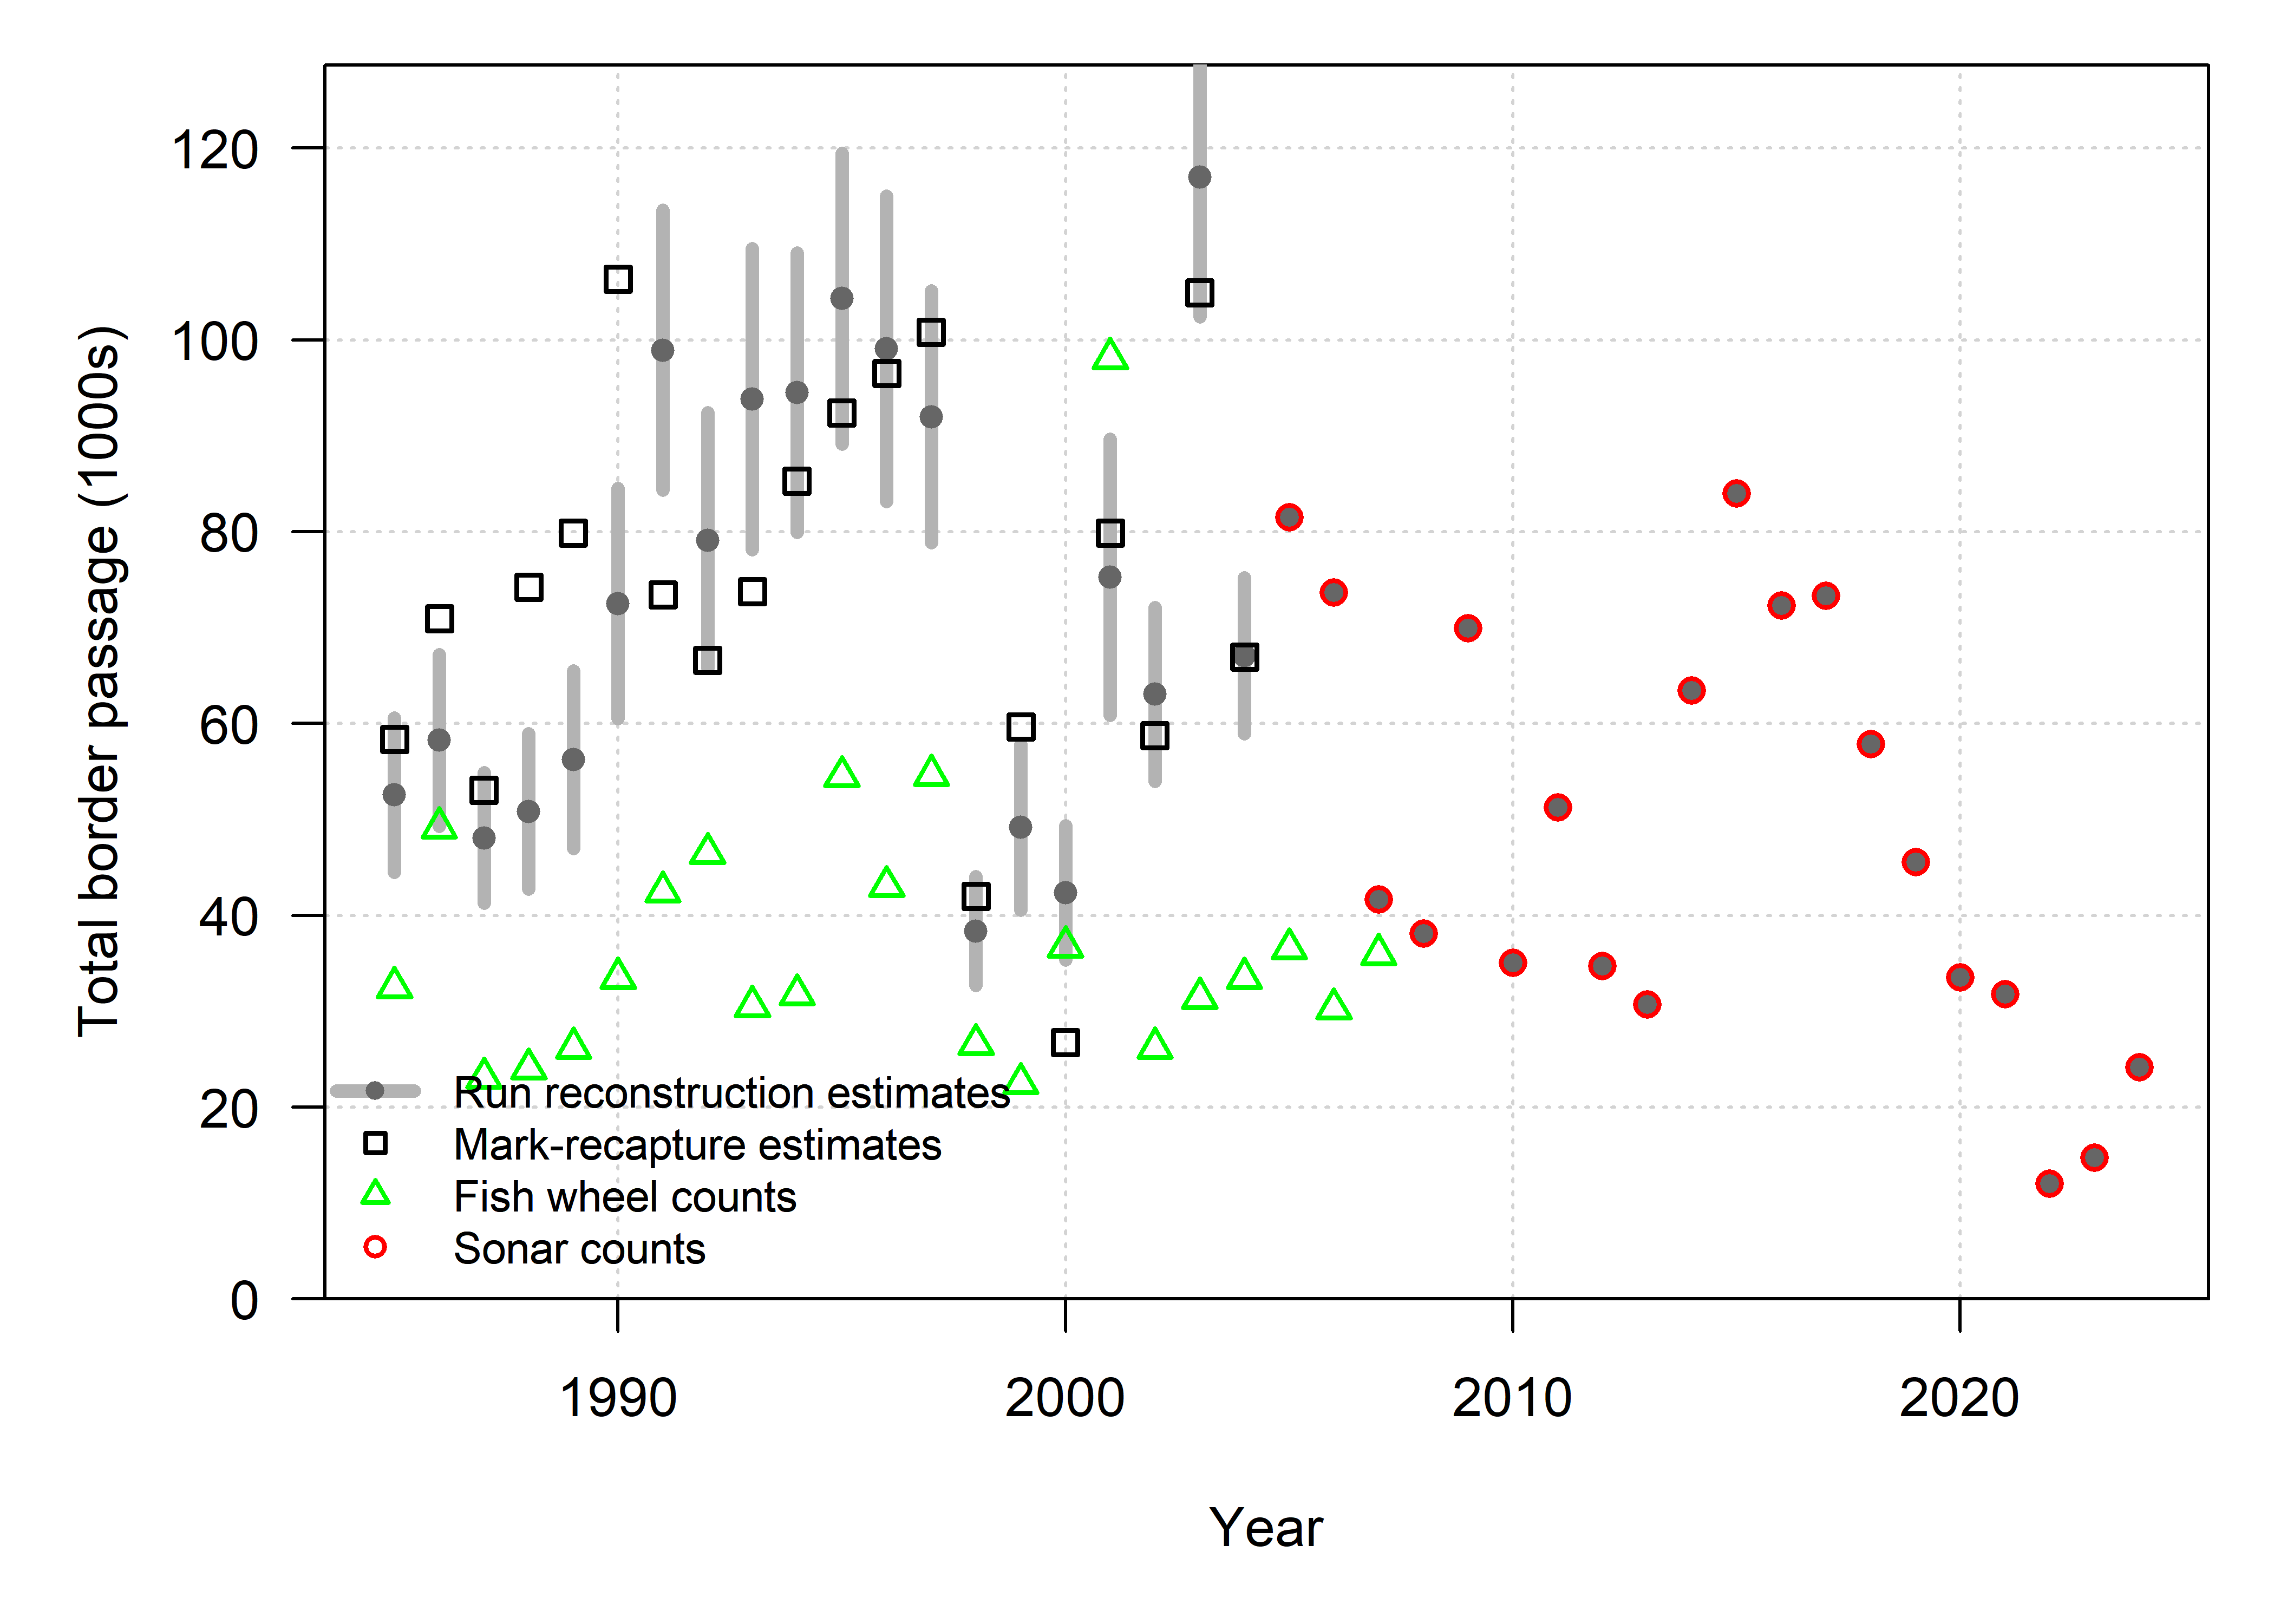 Total border passage (1000s)
120
100
80
60
40
20
0
Run reconstruction estimates
Mark-recapture estimates
Fish wheel counts
Sonar counts
1990 2000 2010 2020
Year